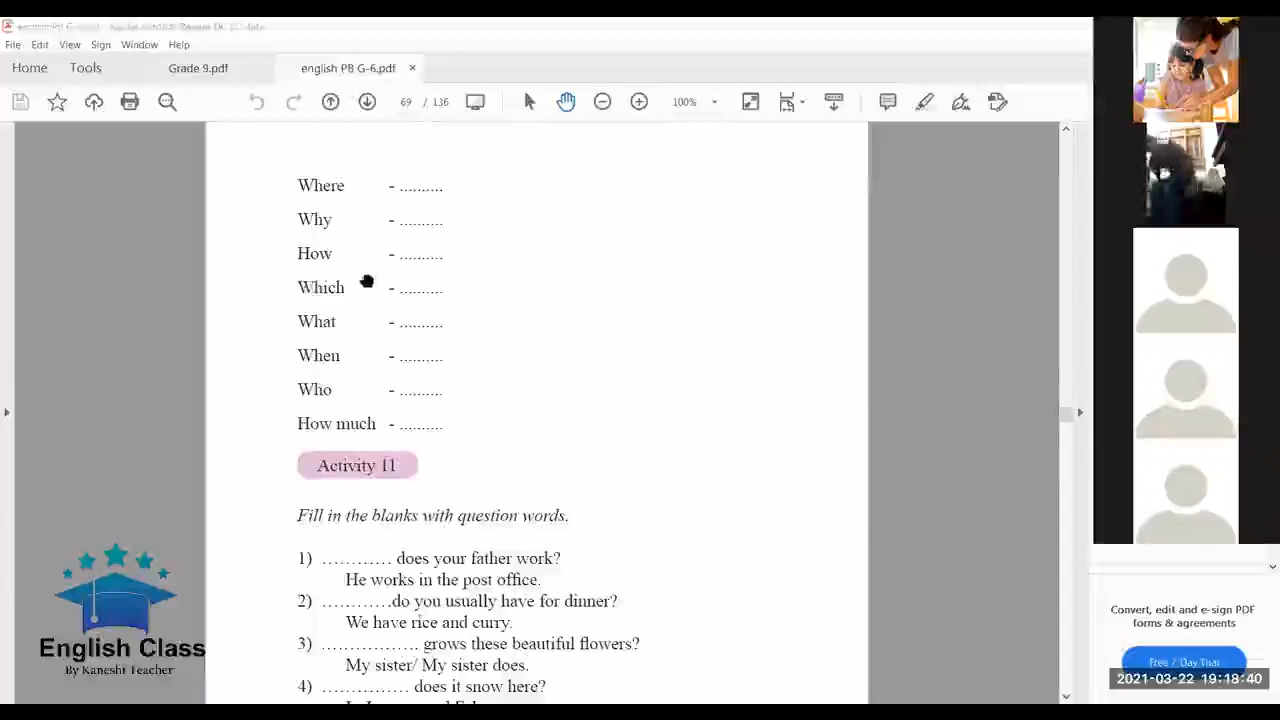 File Edit View Sign Window Help
Home Tools Grade 9.pdf english PB G-6.pdf ×
69 / 136 100%
Where - ..........
Why - ..........
How - ..........
Which - ..........
What - ..........
When - ..........
Who - ..........
How much - ..........
Activity 11
Fill in the blanks with question words.
1) ............ does your father work?
He works in the post office.
2) ............do you usually have for dinner?
We have rice and curry.
3) ................. grows these beautiful flowers?
My sister/ My sister does.
4) ............... does it snow here?
English Class
By Kaneshi Teacher
Convert, edit and e-sign PDF
forms & agreements
Free 7 Day Trial
2021-03-22 19:18:40